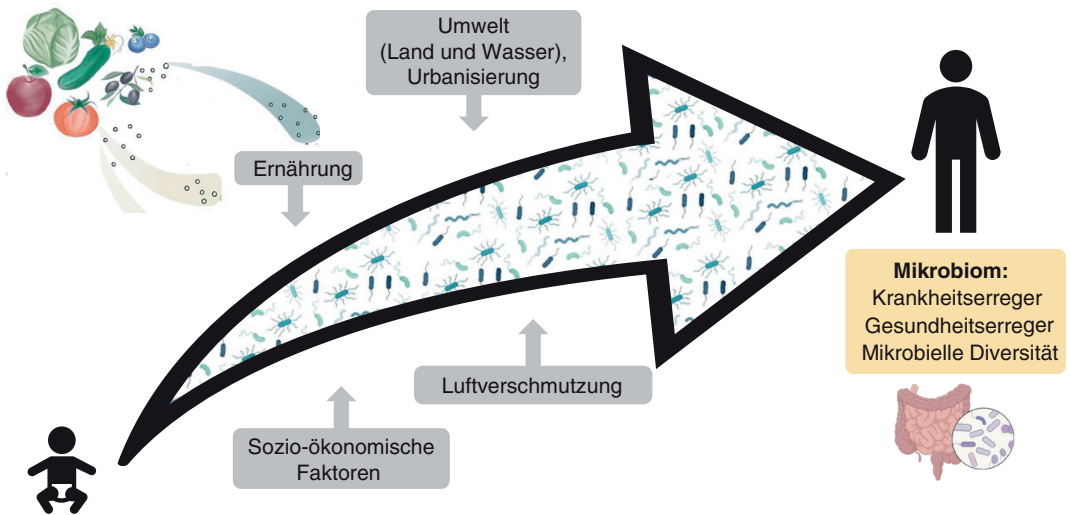 Umwelt
(Land und Wasser),
Urbanisierung
Ernährung
Mikrobiom:
Krankheitserreger
Gesundheitserreger
Mikrobielle Diversität
Luftverschmutzung
Sozio-ökonomische
Faktoren